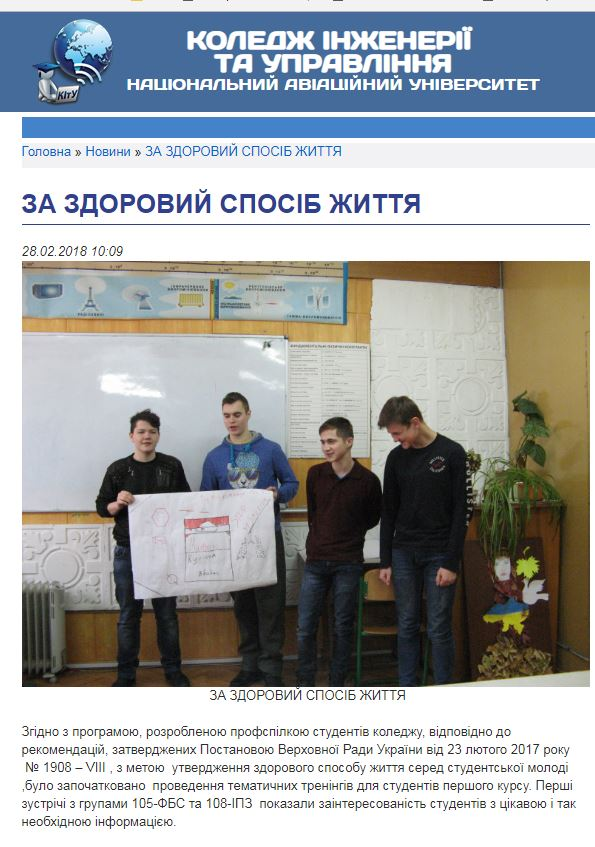 КІТУ
КОЛЕДЖ ІНЖЕНЕРІЇ
ТА УПРАВЛІННЯ
НАЦІОНАЛЬНИЙ АВІАЦІЙНИЙ УНІВЕРСИТЕТ
Головна » Новини » ЗА ЗДОРОВИЙ СПОСІБ ЖИТТЯ
ЗА ЗДОРОВИЙ СПОСІБ ЖИТТЯ
28.02.2018 10:09
ЗА ЗДОРОВИЙ СПОСІБ ЖИТТЯ
Згідно з програмою, розробленою профспілкою студентів коледжу, відповідно до
рекомендацій, затверджених Постановою Верховної Ради України від 23 лютого 2017 року
№ 1908 – VIII , з метою утвердження здорового способу життя серед студентської молоді
,було започатковано проведення тематичних тренінгів для студентів першого курсу. Перші
зустрічі з групами 105-ФБС та 108-ІПЗ показали заінтересованість студентів з цікавою і так
необхідною інформацією.